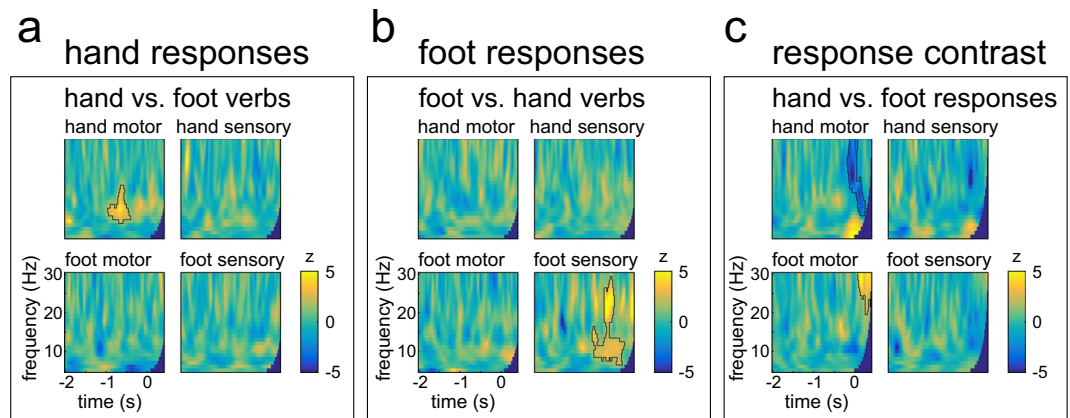 a hand responses
hand vs. foot verbs
hand motor hand sensory
foot motor foot sensory
frequency (Hz)
30
20
10
-2 -1 0
time (s)
z
5
0
-5
b foot responses
foot vs. hand verbs
hand motor hand sensory
foot motor foot sensory
frequency (Hz)
30
20
10
-2 -1 0
time (s)
z
5
0
-5
c response contrast
hand vs. foot responses
hand motor hand sensory
foot motor foot sensory
frequency (Hz)
30
20
10
-2 -1 0
time (s)
z
5
0
-5